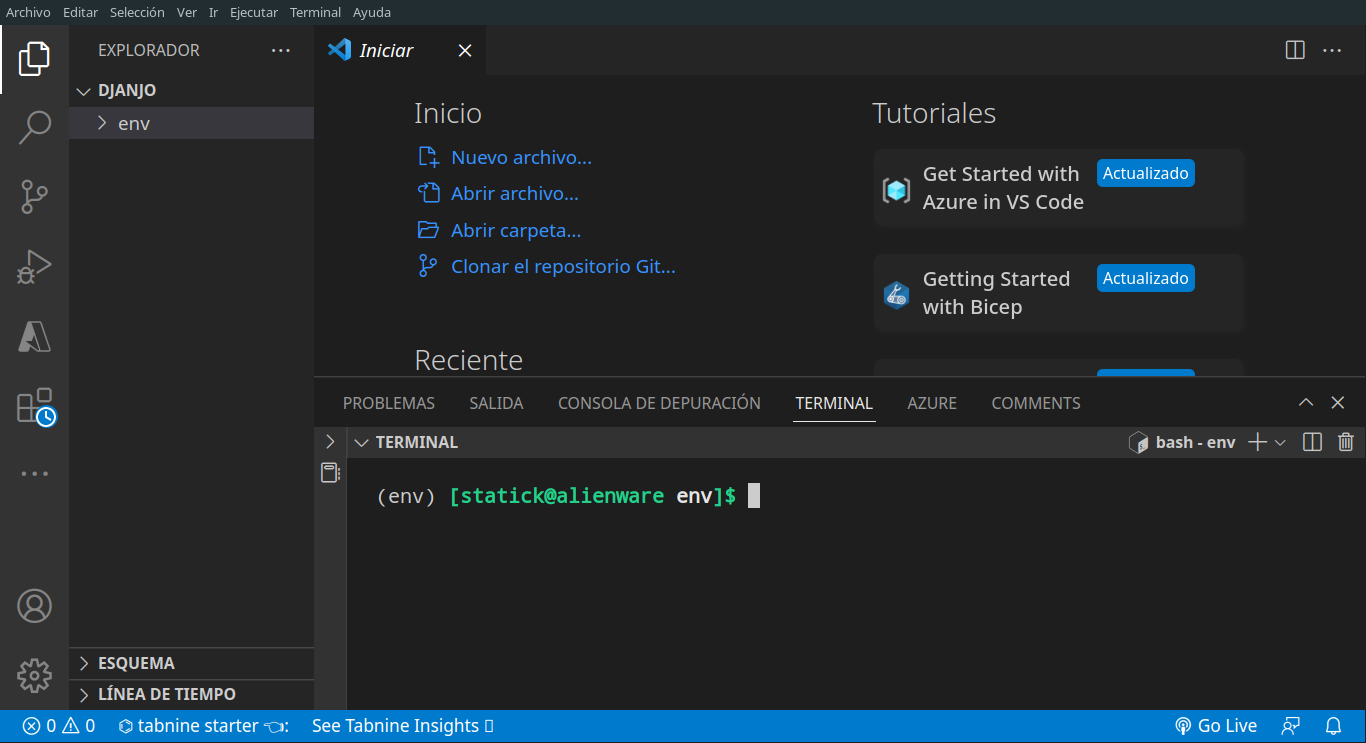 Archivo Editar Selección Ver Ir Ejecutar Terminal Ayuda
EXPLORADOR
DJANJO
env
ESQUEMA
LÍNEA DE TIEMPO
Iniciar
Inicio
Nuevo archivo...
Abrir archivo...
Abrir carpeta...
Clonar el repositorio Git...
Reciente
Tutoriales
Get Started with
Azure in VS Code
Actualizado
Getting Started
with Bicep
Actualizado
PROBLEMAS SALIDA CONSOLA DE DEPURACIÓN TERMINAL AZURE COMMENTS
TERMINAL
bash - env
(env) [statick@alienware env]$
0 0 tabnine starter : See Tabnine Insights Go Live